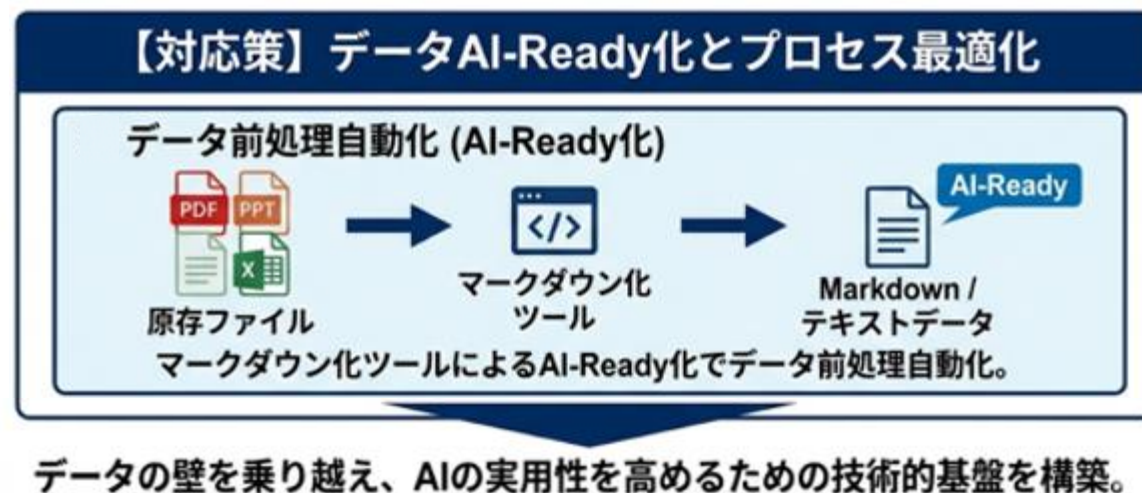 【対応策】データAI-Ready化とプロセス最適化
データ前処理自動化 (AI-Ready化)
PDF
PPT
X
原存ファイル
</>
マークダウン化
ツール
AI-Ready
Markdown /
テキストデータ
マークダウン化ツールによるAI-Ready化でデータ前処理自動化。
データの壁を乗り越え、AIの実用性を高めるための技術的基盤を構築。